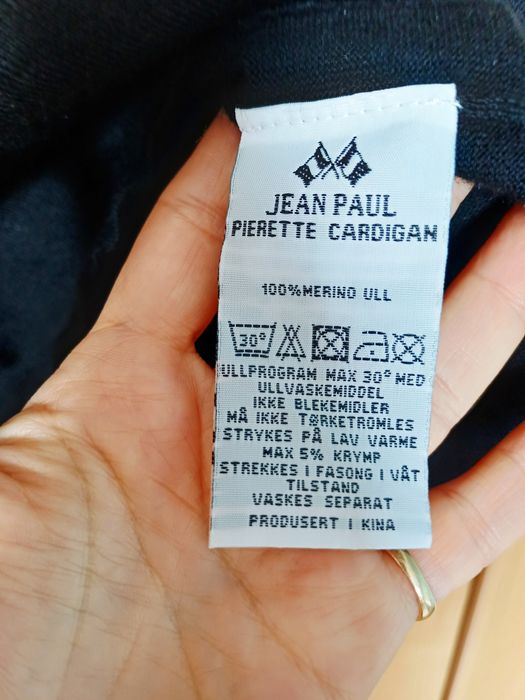 JEAN PAUL
PIERETTE CARDIGAN
100% MERINO ULL
30°
ULLPROGRAM MAX 30° MED
ULLVASKEMIDDEL
IKKE BLEKEMIDLER
MÅ IKKE TØRKETROMLES
STRYKES PÅ LAV VARME
MAX 5% KRYMP
STREKKES I FASONG I VÅT
TILSTAND
VASKES SEPARAT
PRODUSERT I KINA